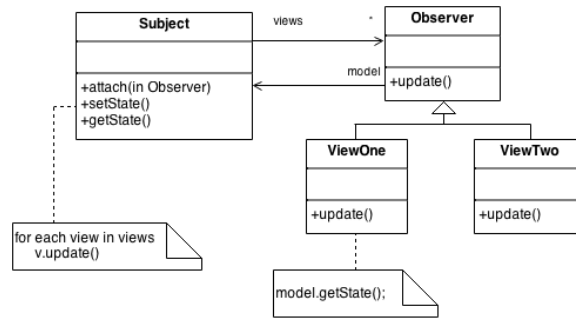 Subject
views
*
Observer
model
+attach(in Observer)
+setState()
+getState()
+update()
ViewOne
ViewTwo
+update()
+update()
for each view in views
v.update()
model.getState();